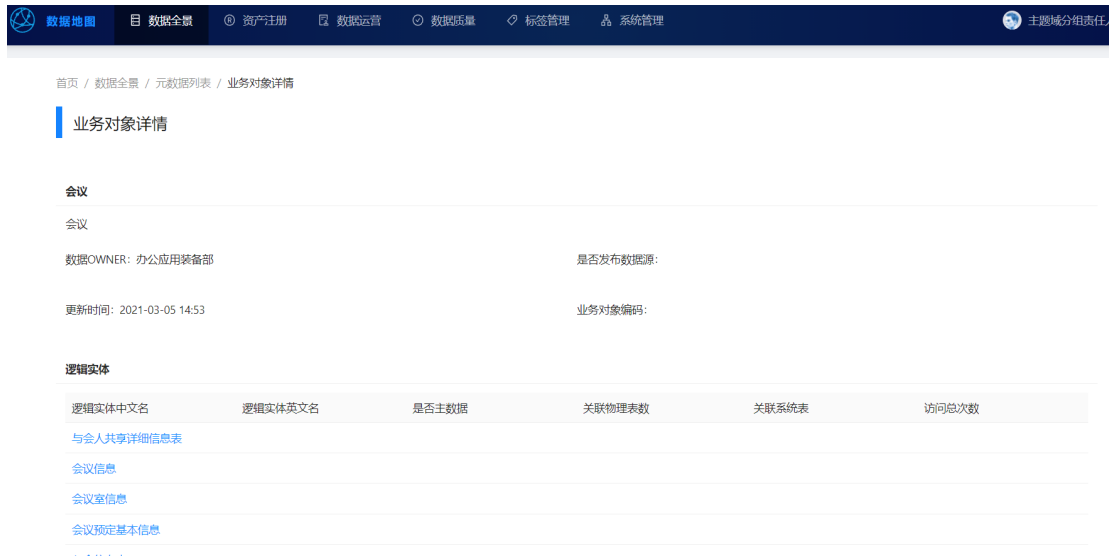 数据地图 数据全景 资产注册 数据运营 数据质量 标签管理 系统管理 主题域分组责任人
首页 / 数据全景 / 元数据列表 / 业务对象详情
业务对象详情
会议
会议
数据OWNER：办公应用装备部 是否发布数据源：
更新时间：2021-03-05 14:53 业务对象编码：
逻辑实体
逻辑实体中文名 逻辑实体英文名 是否主数据 关联物理表数 关联系统表 访问总次数
与会人共享详细信息表
会议信息
会议室信息
会议预定基本信息